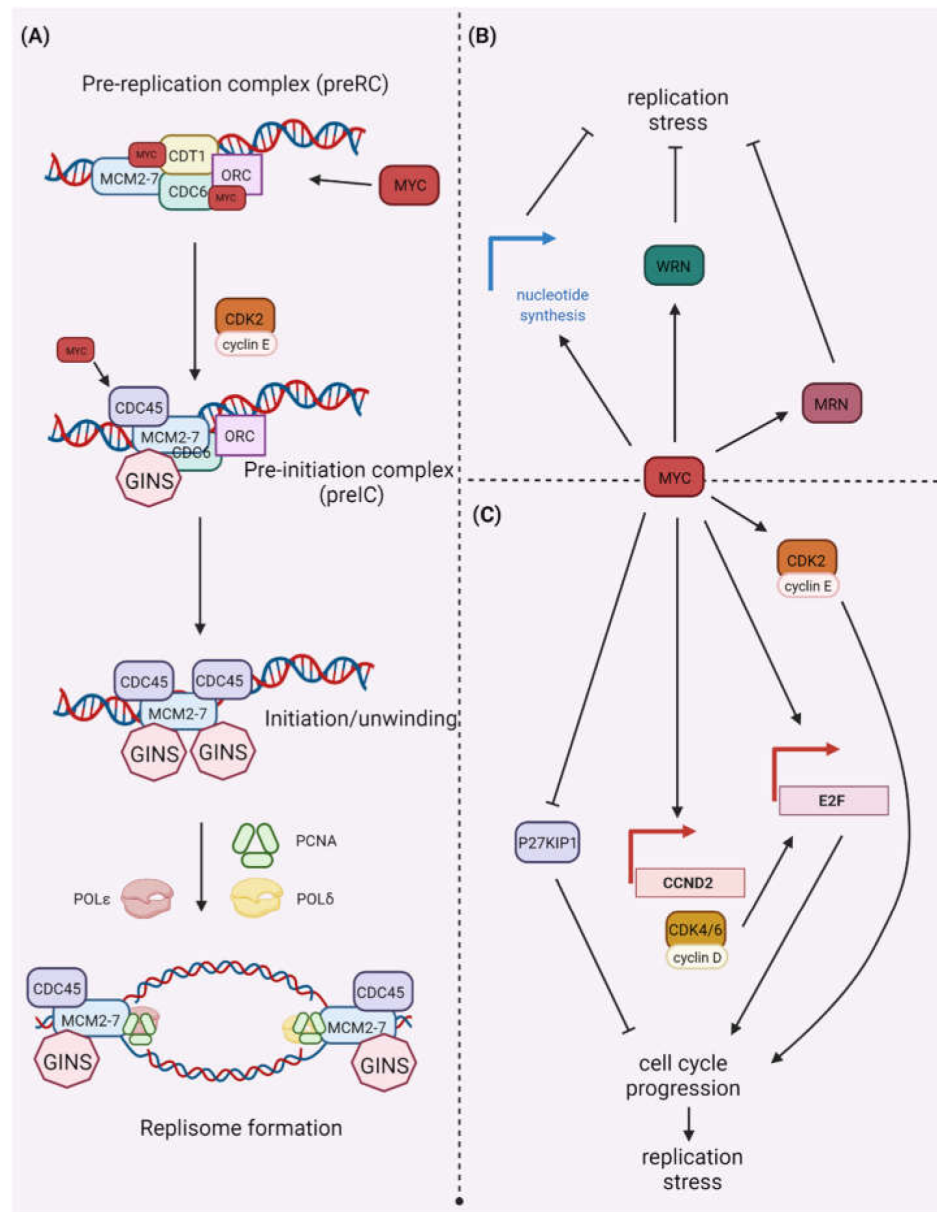 (A)
Pre-replication complex (preRC)
MYC
CDT1
MCM2-7
CDC6
ORC
MYC
MYC
CDK2
cyclin E
MYC
CDC45
MCM2-7
ORC
CDC6
GINS
Pre-initiation complex
(preIC)
CDC45
CDC45
MCM2-7
Initiation/unwinding
GINS
GINS
PCNA
POLε
POLδ
CDC45
CDC45
MCM2-7
MCM2-7
GINS
GINS
Replisome formation
(B)
replication
stress
WRN
nucleotide
synthesis
MRN
MYC
(C)
CDK2
cyclin E
E2F
P27KIP1
CCND2
CDK4/6
cyclin D
cell cycle
progression
replication
stress